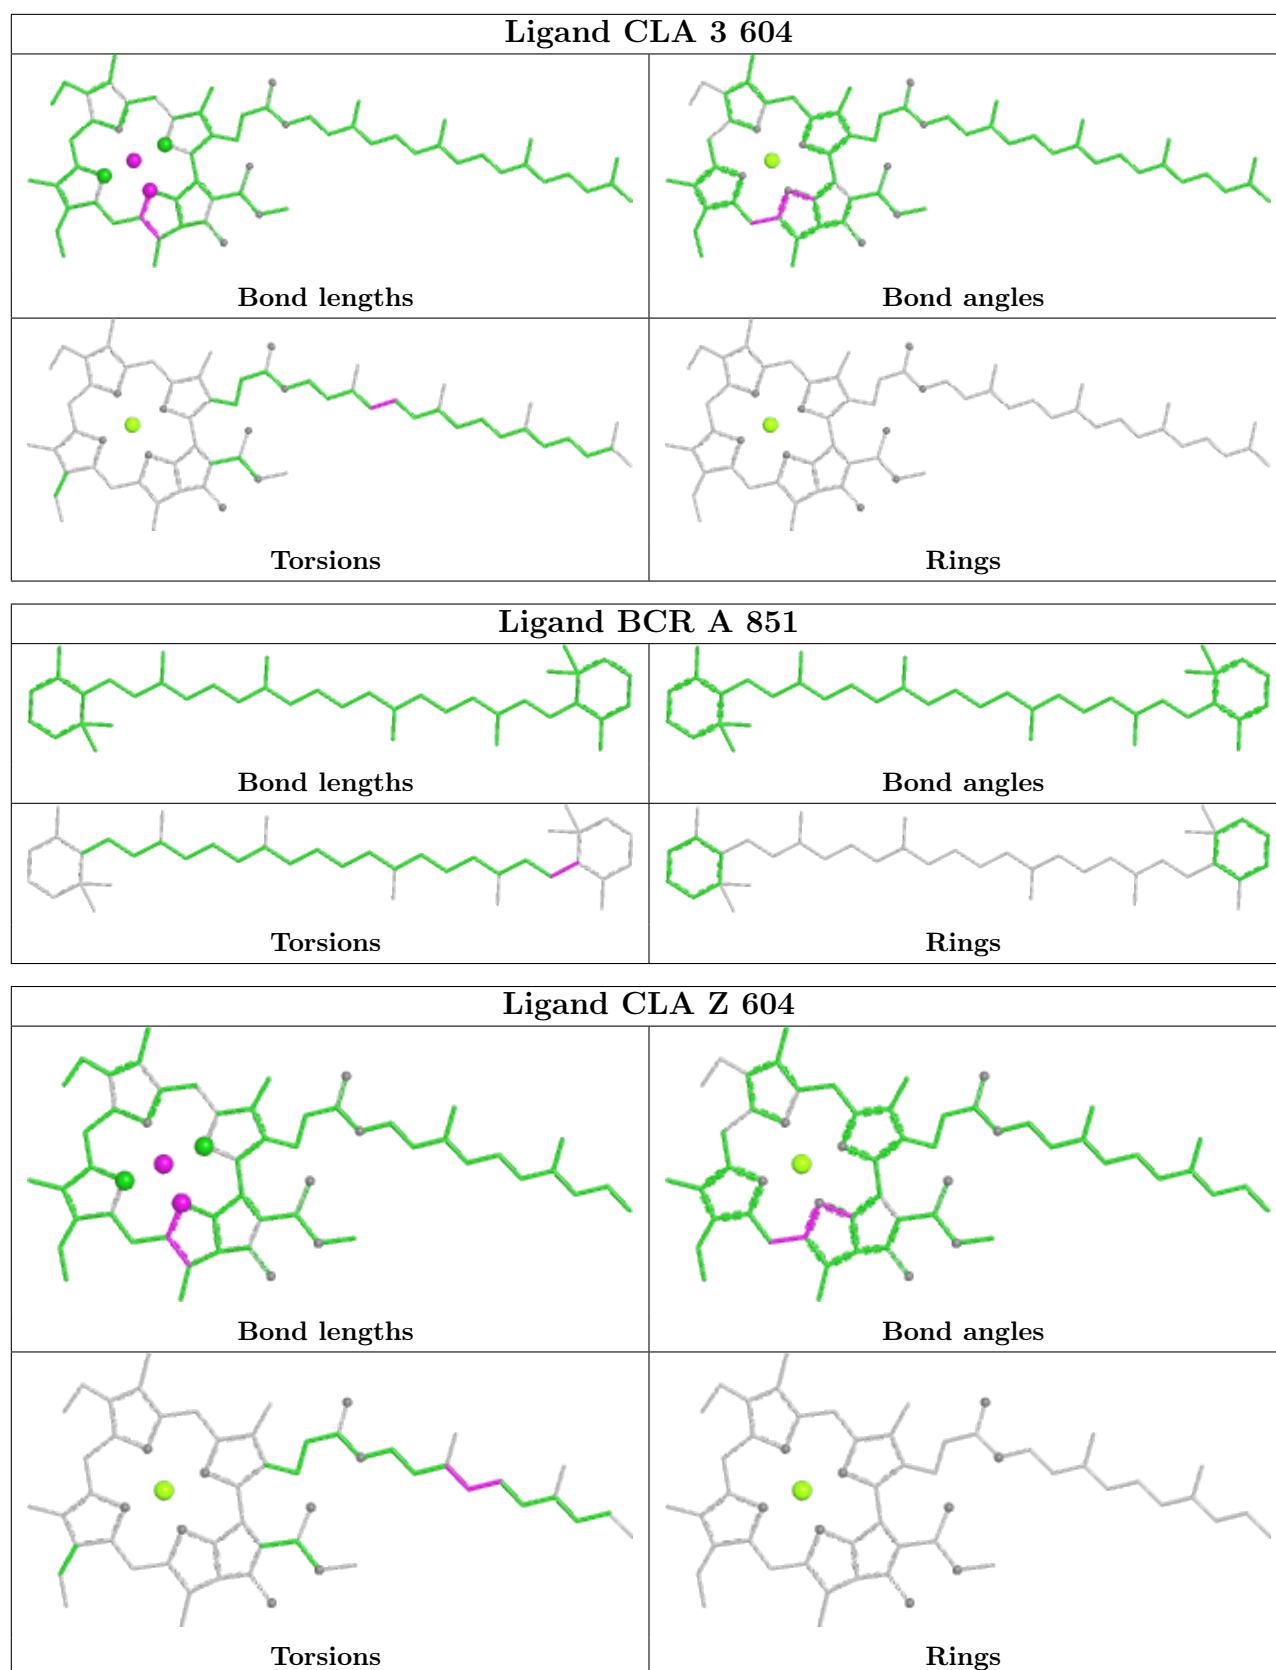 Ligand CLA 3 604
Bond lengths
Bond angles
Torsions
Rings
Ligand BCR A 851
Bond lengths
Bond angles
Torsions
Rings
Ligand CLA Z 604
Bond lengths
Bond angles
Torsions
Rings